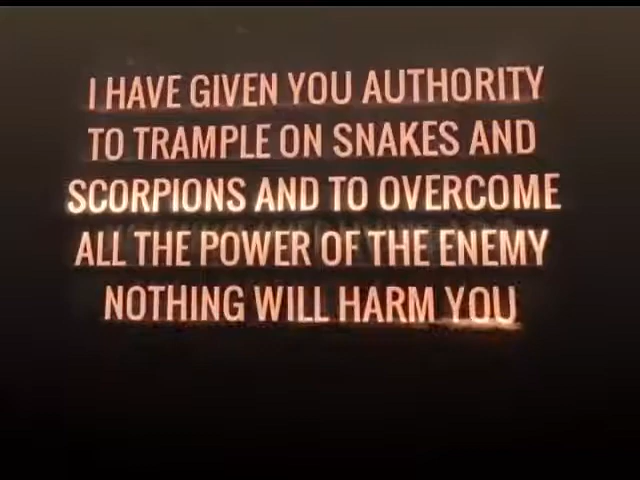 I HAVE GIVEN YOU AUTHORITY
TO TRAMPLE ON SNAKES AND
SCORPIONS AND TO OVERCOME
ALL THE POWER OF THE ENEMY
NOTHING WILL HARM YOU